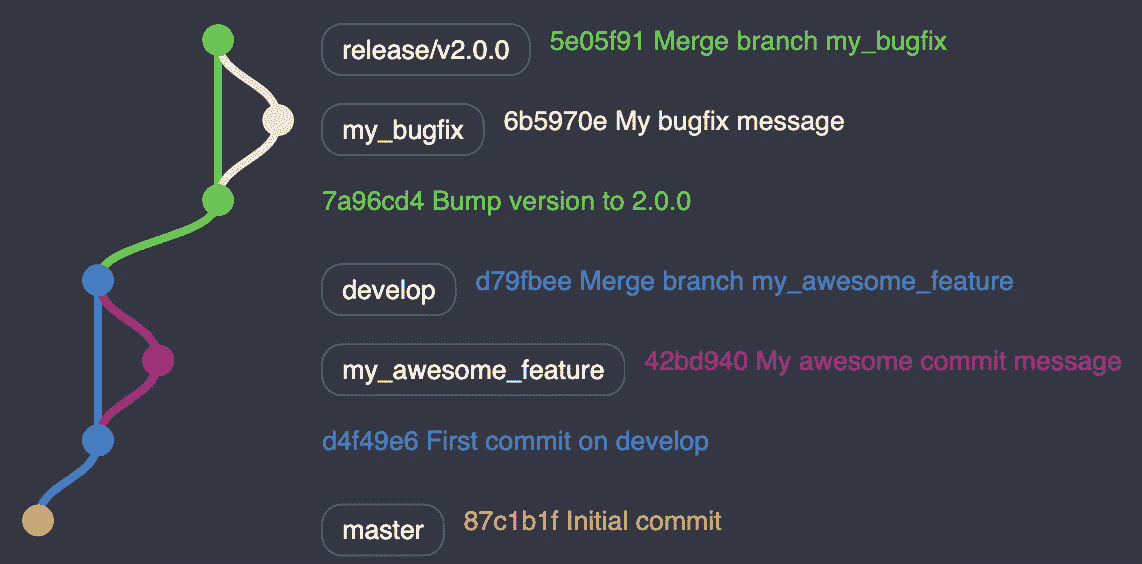 release/v2.0.0 5e05f91 Merge branch my_bugfix
my_bugfix 6b5970e My bugfix message
7a96cd4 Bump version to 2.0.0
develop d79fbee Merge branch my_awesome_feature
my_awesome_feature 42bd940 My awesome commit message
d4f49e6 First commit on develop
master 87c1b1f Initial commit